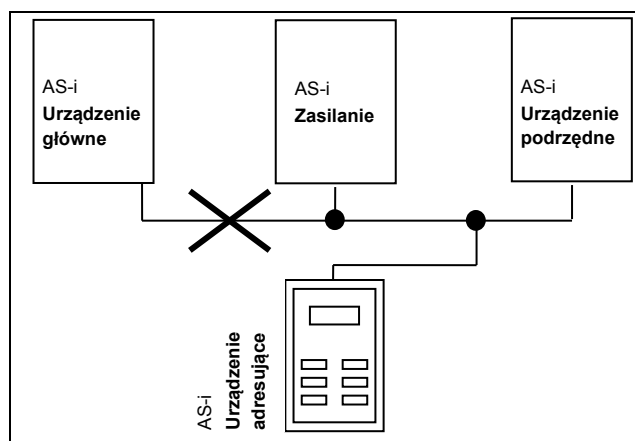 AS-i
Urządzenie
główne
AS-i
Zasilanie
AS-i
Urządzenie
podrzędne
AS-i
Urządzenie
adresujące